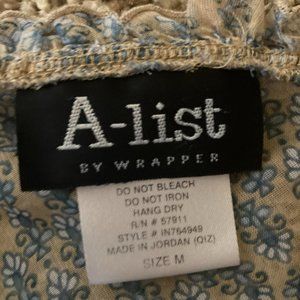 A-list
BY WRAPPER
DO NOT BLEACH
DO NOT IRON
HANG DRY
R/N # 57911
STYLE # IN764949
MADE IN JORDAN (QIZ)
SIZE M